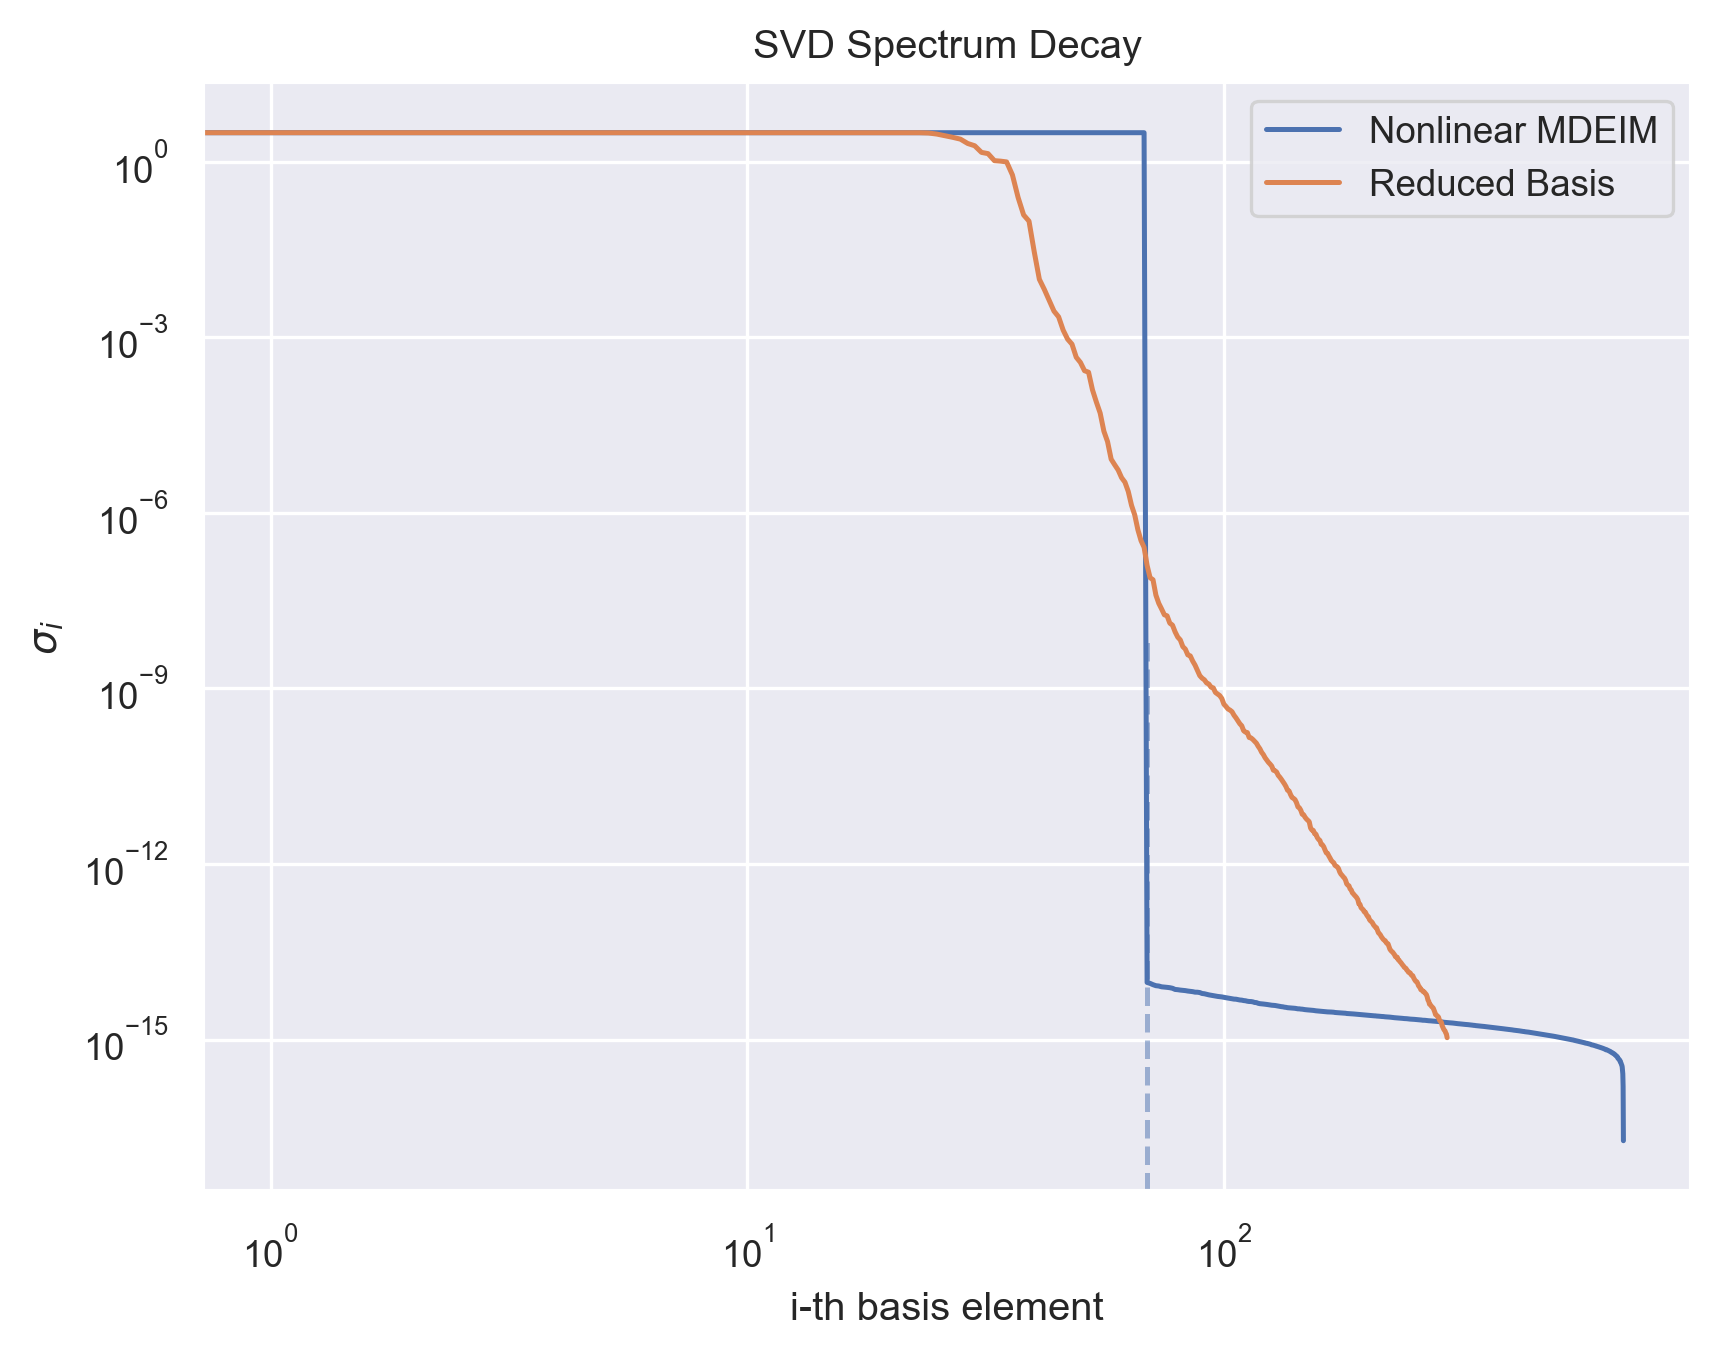 SVD Spectrum Decay
Nonlinear MDEIM
Reduced Basis
10^0
10^-3
10^-6
10^-9
10^-12
10^-15
σ_i
10^0 10^1 10^2
i-th basis element